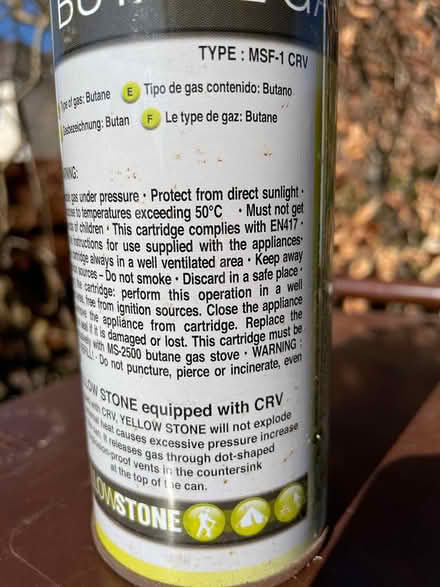 TYPE : MSF-1 CRV
Type of gas: Butane E Tipo de gas contenido: Butano
Gasbezeichnung: Butan F Le type de gaz: Butane
gas under pressure · Protect from direct sunlight ·
to temperatures exceeding 50°C · Must not get
of children · This cartridge complies with EN417 ·
instructions for use supplied with the appliances·
cartridge always in a well ventilated area · Keep away
sources – Do not smoke · Discard in a safe place ·
the cartridge: perform this operation in a well
free from ignition sources. Close the appliance
the appliance from cartridge. Replace the
seal if it is damaged or lost. This cartridge must be
with MS-2500 butane gas stove · WARNING :
· Do not puncture, pierce or incinerate, even
STONE equipped with CRV
with CRV, YELLOW STONE will not explode
heat causes excessive pressure increase
It releases gas through dot-shaped
-proof vents in the countersink
at the top of the can.
LOWSTONE